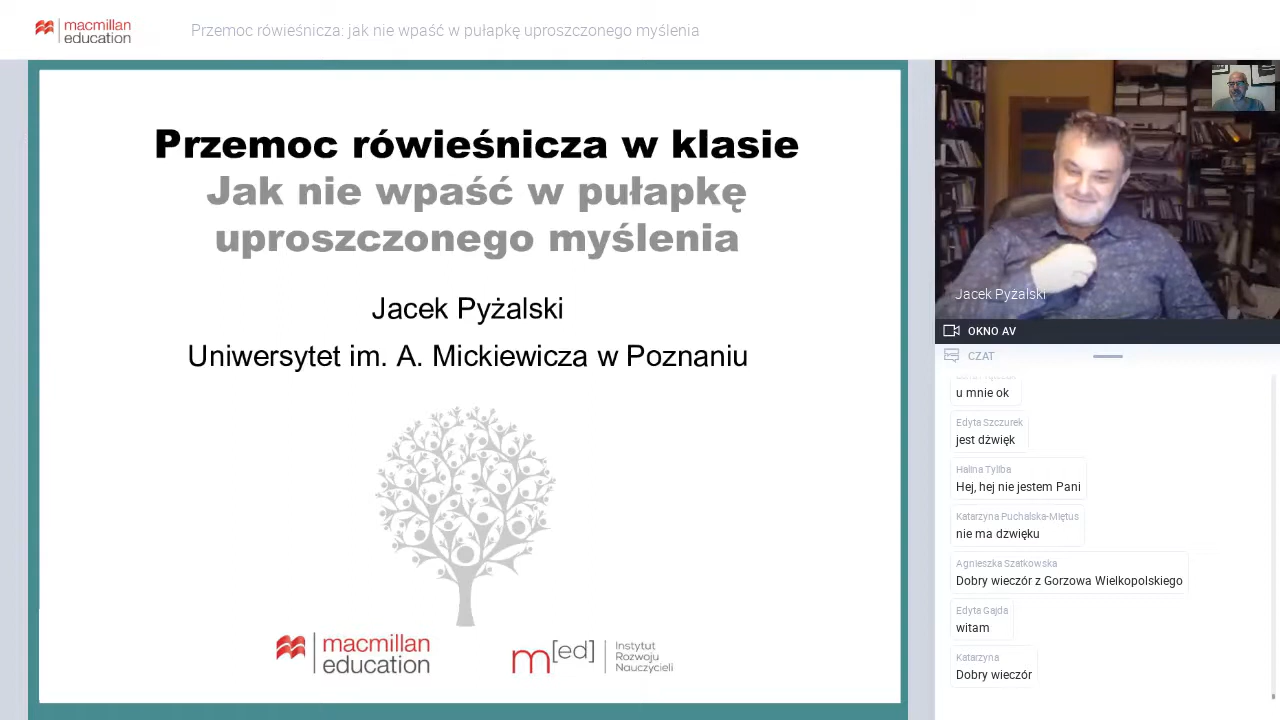 macmillan
education
Przemoc rówieśnicza: jak nie wpaść w pułapkę uproszczonego myślenia
Przemoc rówieśnicza w klasie
Jak nie wpaść w pułapkę
uproszczonego myślenia
Jacek Pyżalski
Uniwersytet im. A. Mickiewicza w Poznaniu
macmillan
education
m[ed]
Instytut
Rozwoju
Nauczycieli
Jacek Pyżalski
OKNO AV
CZAT
u mnie ok
Edyta Szczurek
jest dźwięk
Halina Tyliba
Hej, hej nie jestem Pani
Katarzyna Puchalska-Miętus
nie ma dzwięku
Agnieszka Szatkowska
Dobry wieczór z Gorzowa Wielkopolskiego
Edyta Gajda
witam
Katarzyna
Dobry wieczór